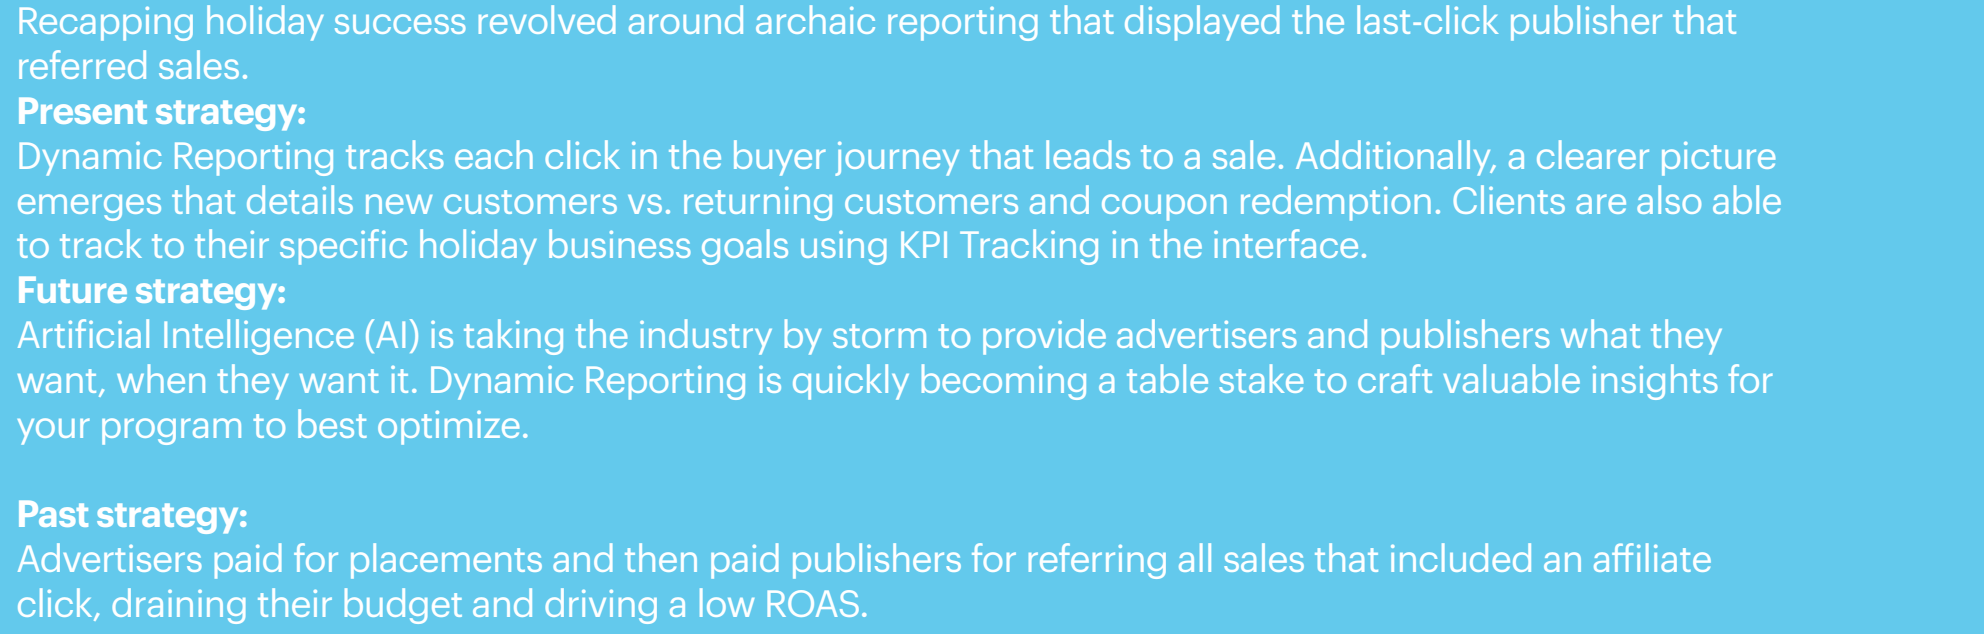 Recapping holiday success revolved around archaic reporting that displayed the last-click publisher that
referred sales.
Present strategy:
Dynamic Reporting tracks each click in the buyer journey that leads to a sale. Additionally, a clearer picture
emerges that details new customers vs. returning customers and coupon redemption. Clients are also able
to track to their specific holiday business goals using KPI Tracking in the interface.
Future strategy:
Artificial Intelligence (AI) is taking the industry by storm to provide advertisers and publishers what they
want, when they want it. Dynamic Reporting is quickly becoming a table stake to craft valuable insights for
your program to best optimize.
Past strategy:
Advertisers paid for placements and then paid publishers for referring all sales that included an affiliate
click, draining their budget and driving a low ROAS.